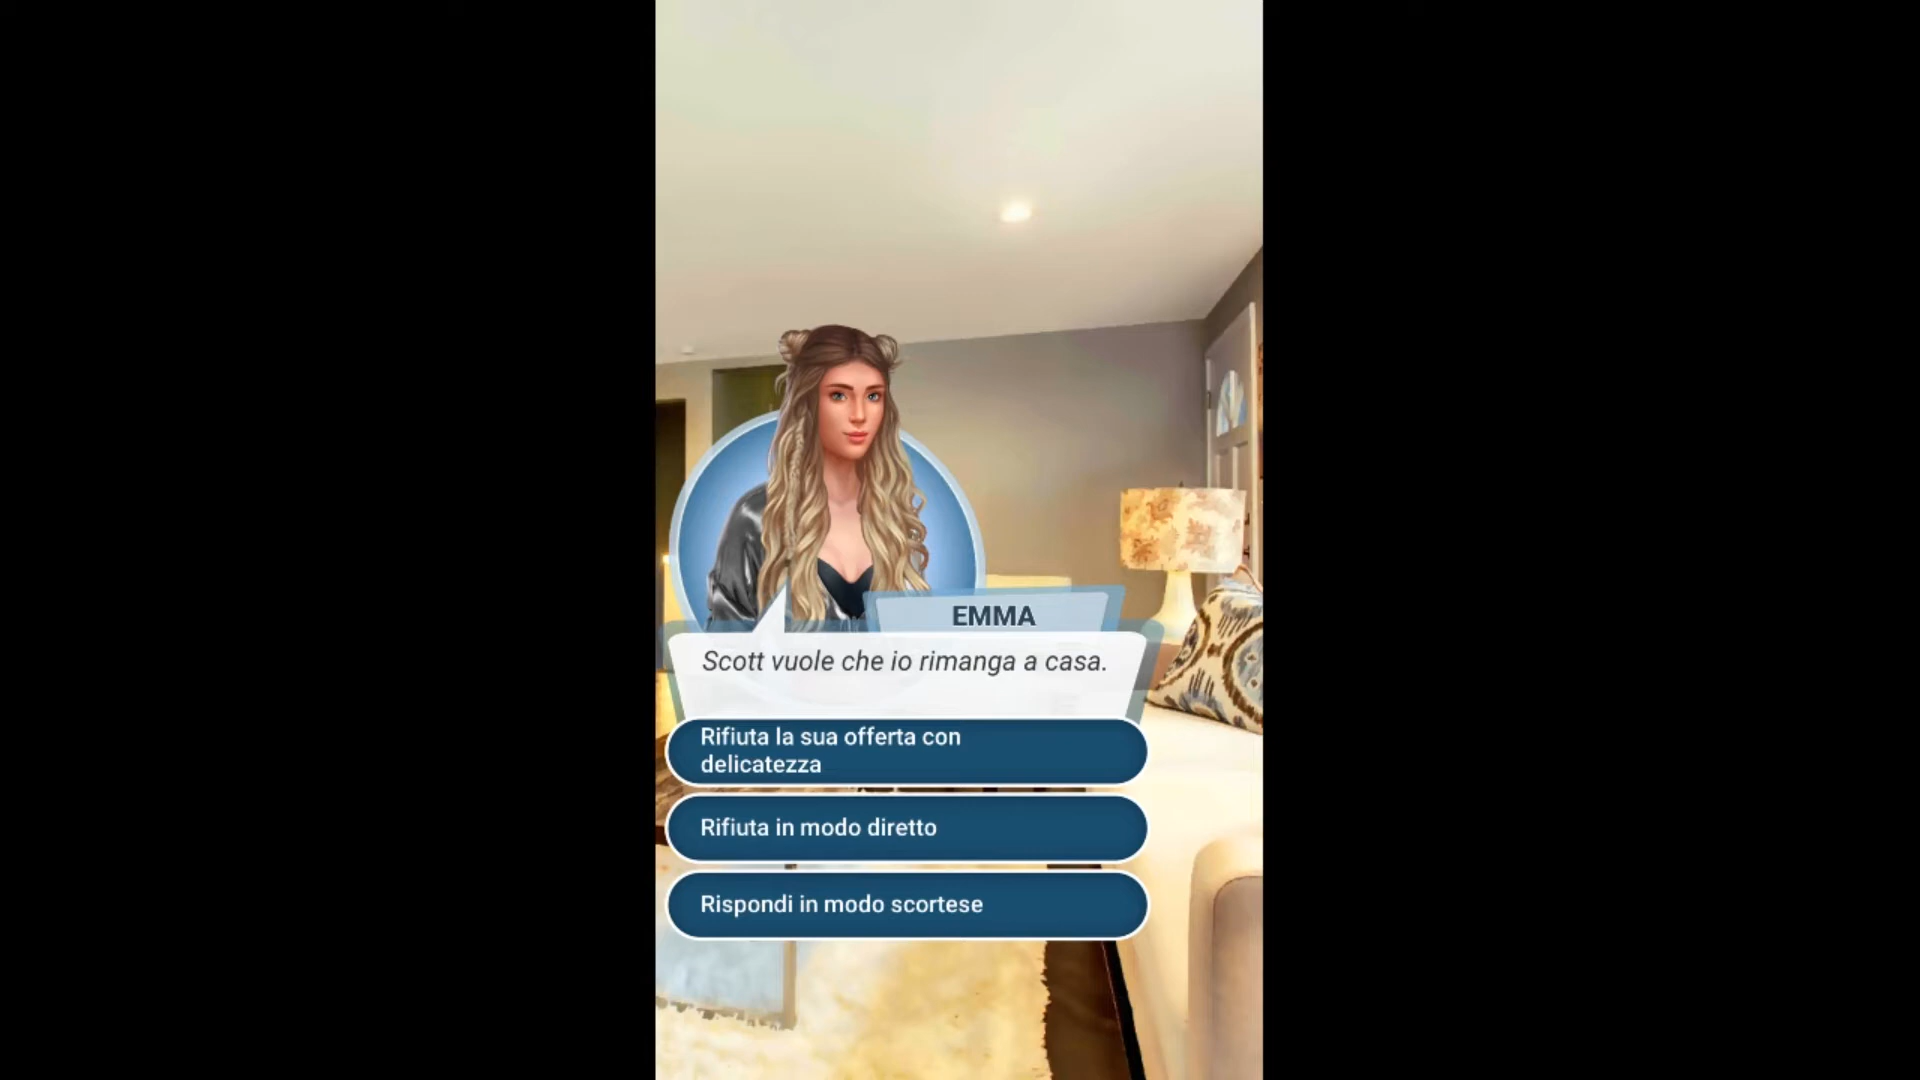 EMMA
Scott vuole che io rimanga a casa.
Rifiuta la sua offerta con
delicatezza
Rifiuta in modo diretto
Rispondi in modo scortese